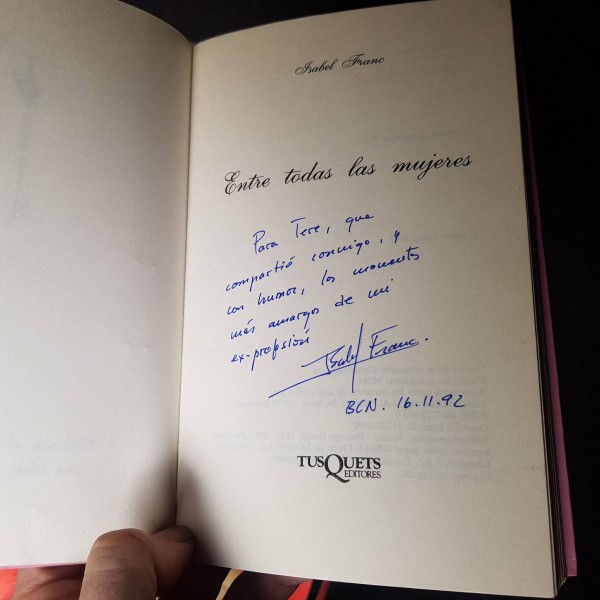 Isabel Franc
Entre todas las mujeres
Para Tere, que
compartió conmigo, y
con humor, los momentos
más amargos de mi
ex-profesión
Isabel Franc.
BCN. 16.11.92
TUSQUETS
EDITORES